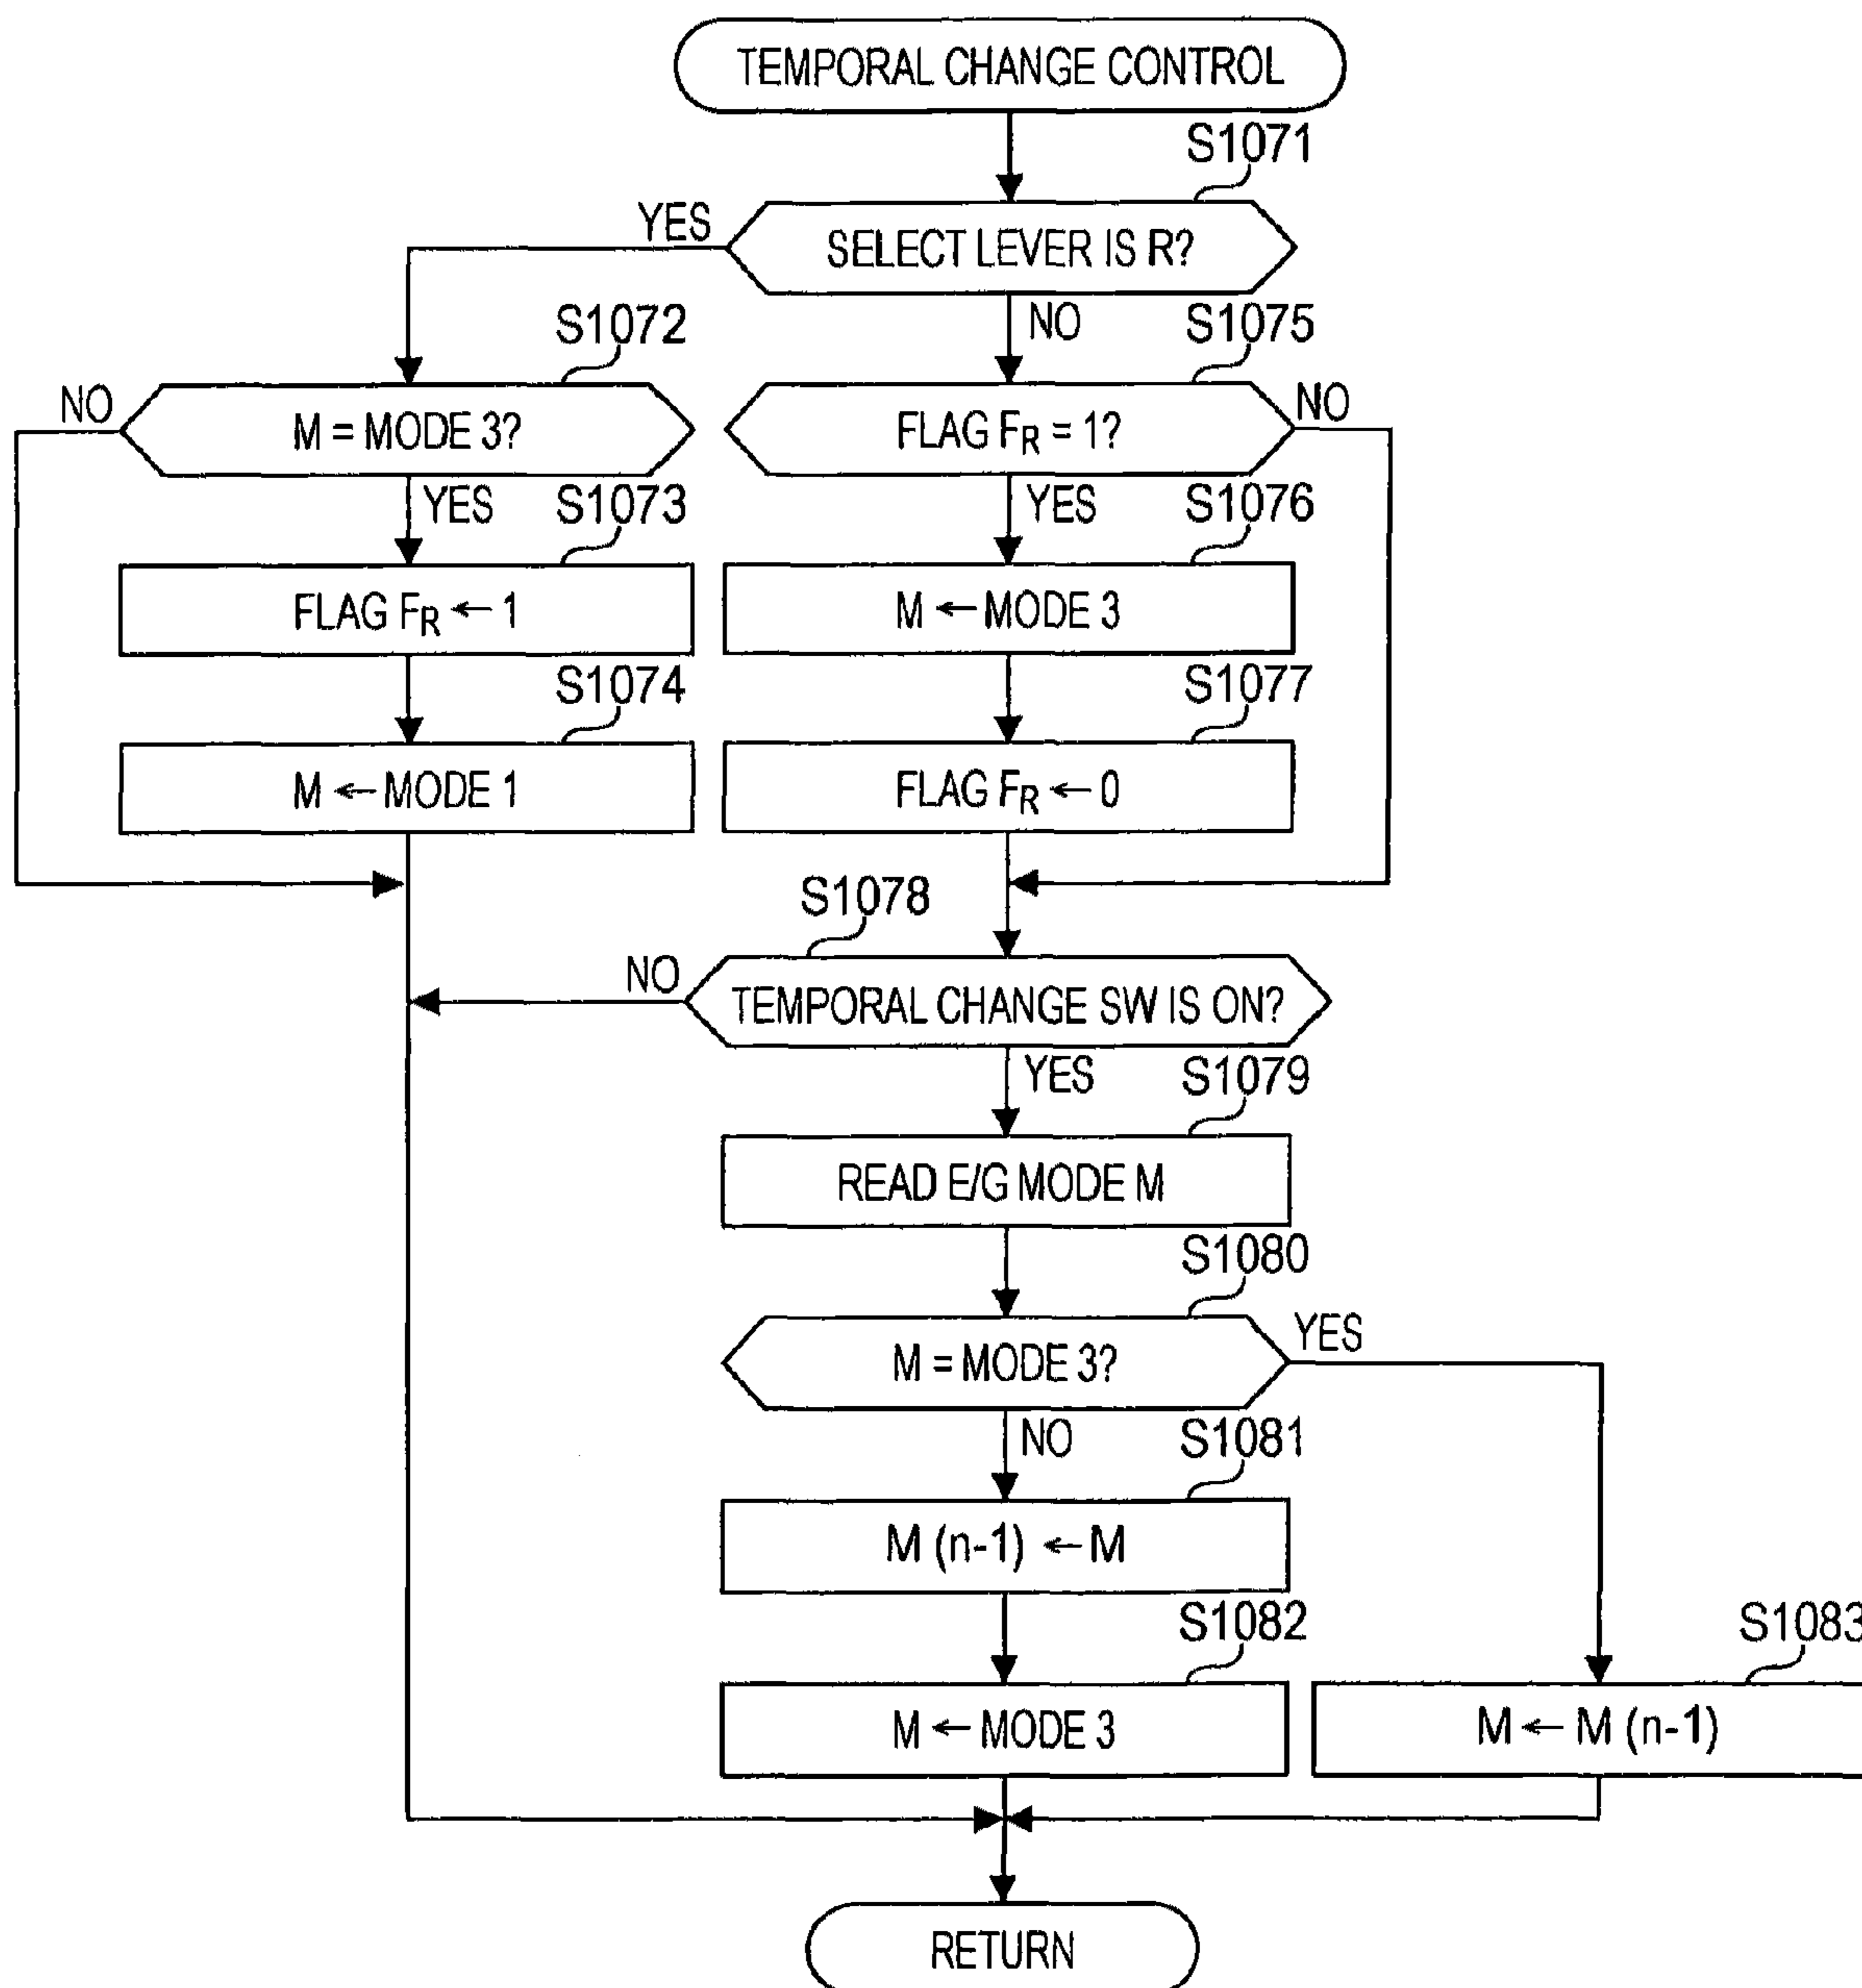 TEMPORAL CHANGE CONTROL
S1071
YES
SELECT LEVER IS R?
NO
S1072
S1075
NO
M = MODE 3?
FLAG FR = 1?
NO
YES
S1073
YES
S1076
FLAG FR ← 1
M ← MODE 3
S1074
S1077
M ← MODE 1
FLAG FR ← 0
S1078
NO
TEMPORAL CHANGE SW IS ON?
YES
S1079
READ E/G MODE M
S1080
YES
M = MODE 3?
NO
S1081
M (n-1) ← M
S1082
S1083
M ← MODE 3
M ← M (n-1)
RETURN